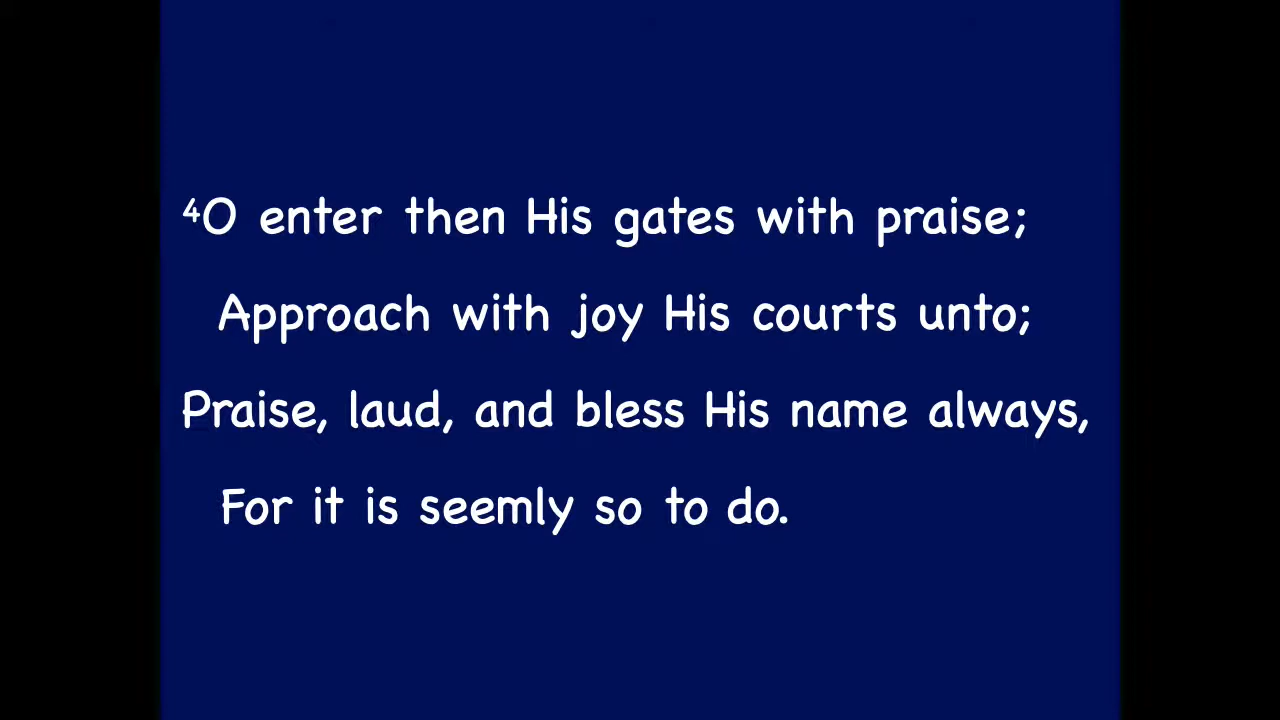 ⁴O enter then His gates with praise;
Approach with joy His courts unto;
Praise, laud, and bless His name always,
For it is seemly so to do.